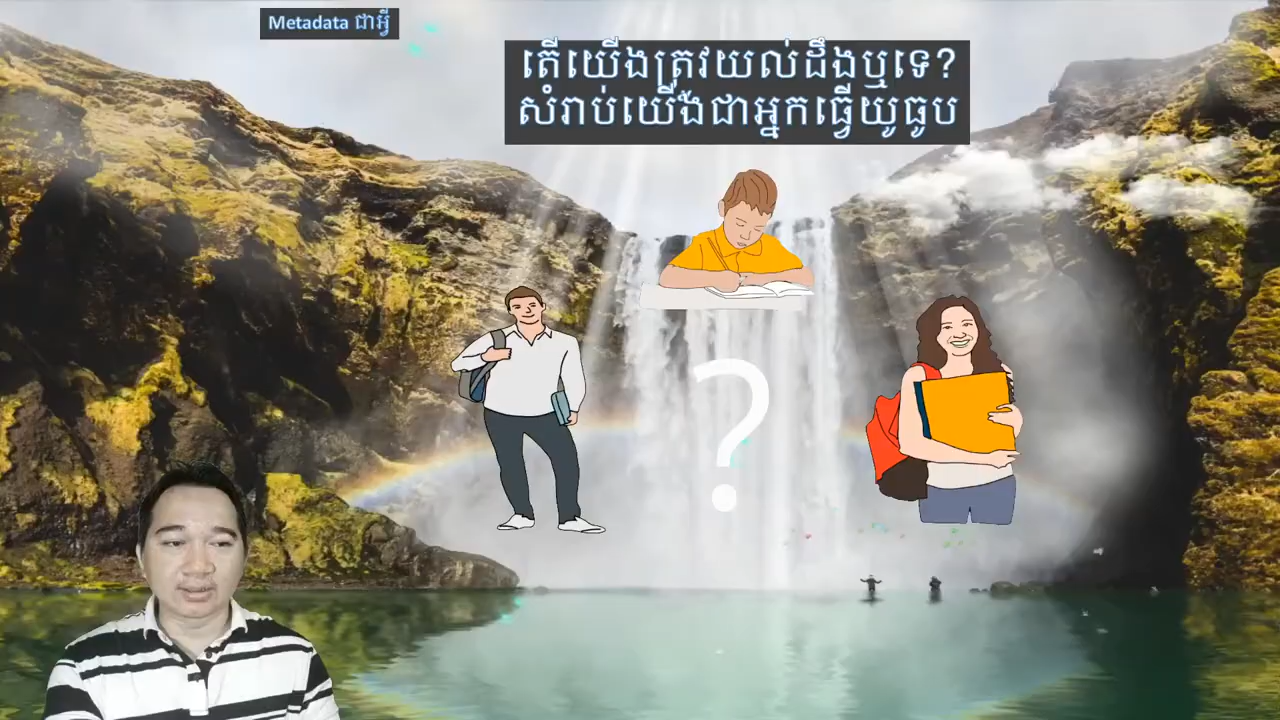 Metadata ជាអ្វី
តើយើងត្រូវយល់ដឹងឬទេ?
សំរាប់យើងជាអ្នកធ្វើយូធូប
?